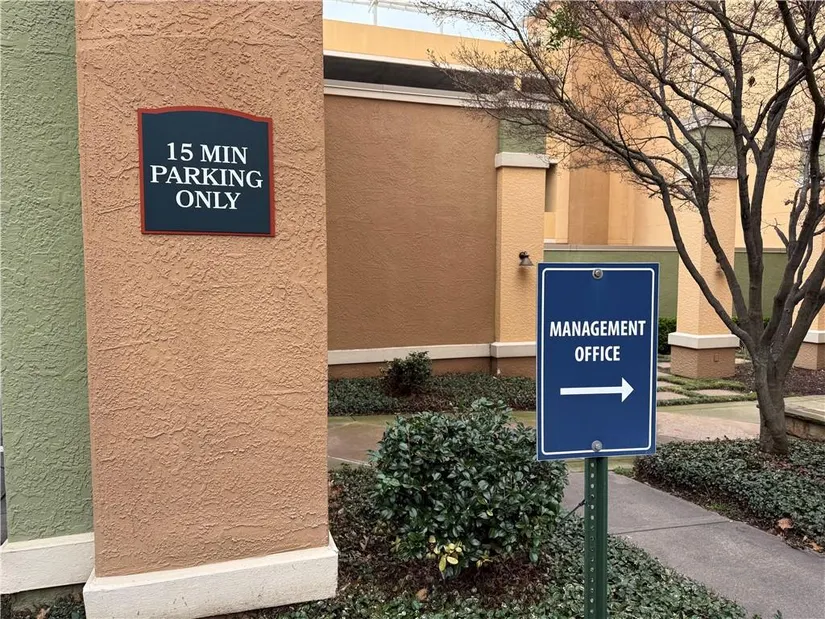 15 MIN
PARKING
ONLY
MANAGEMENT
OFFICE